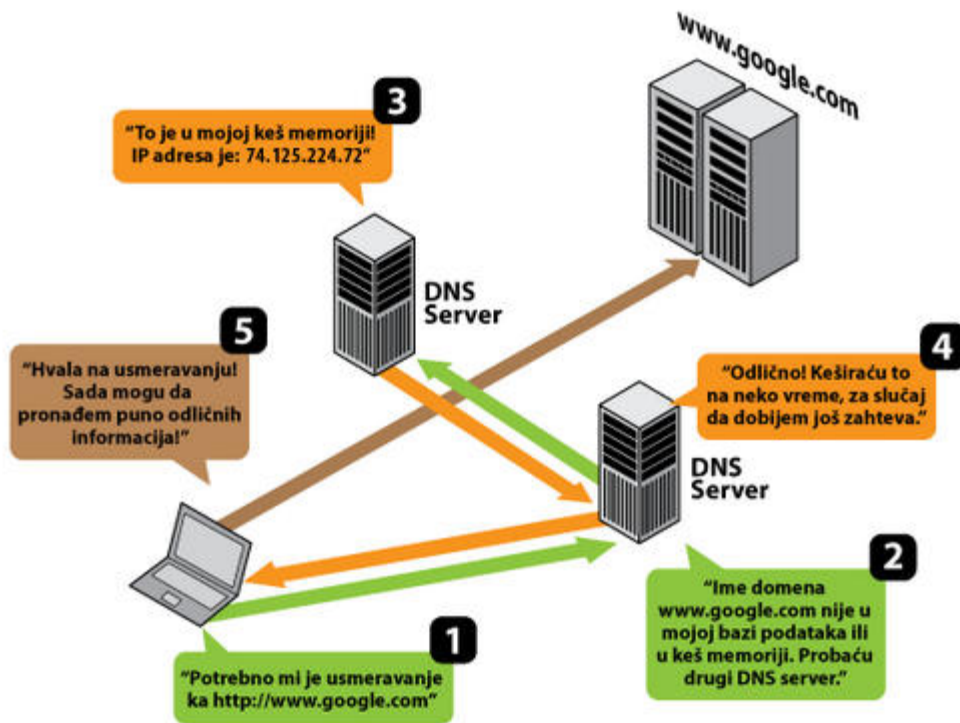 www.google.com
3
“To je u mojoj keš memoriji!
IP adresa je: 74.125.224.72”
DNS
Server
5
“Hvala na usmeravanju!
Sada mogu da
pronađem puno odličnih
informacija!”
4
“Odlično! Keširaću to
na neko vreme, za slučaj
da dobijem još zahteva.”
DNS
Server
2
“Ime domena
www.google.com nije u
mojoj bazi podataka ili
u keš memoriji. Probaću
drugi DNS server.”
1
“Potrebno mi je usmeravanje
ka http://www.google.com”